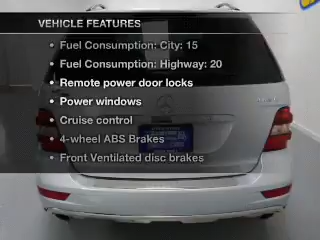 VEHICLE FEATURES
• Fuel Consumption: City: 15
• Fuel Consumption: Highway: 20
• Remote power door locks
• Power windows
• Cruise control
• 4-wheel ABS Brakes
• Front Ventilated disc brakes